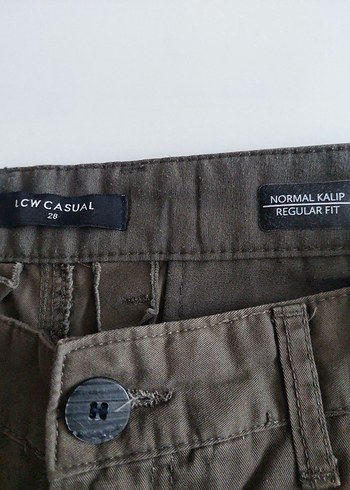 LCW CASUAL
28
NORMAL KALIP
REGULAR FIT